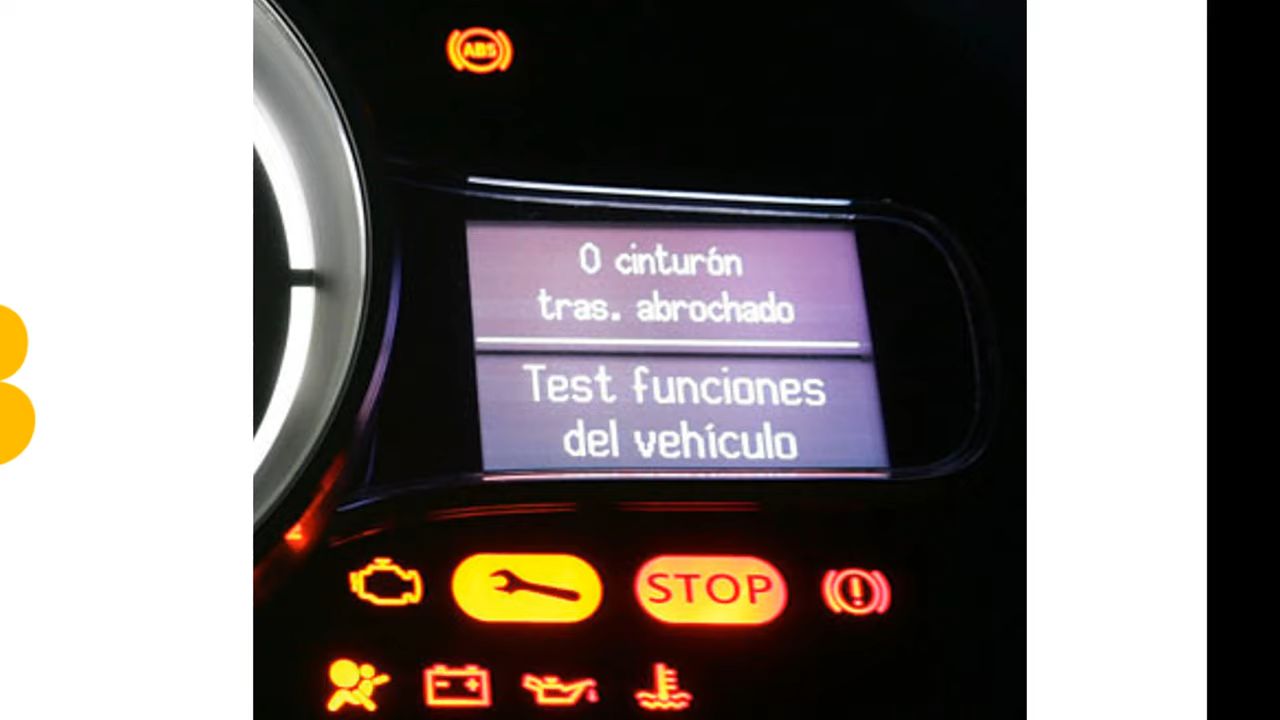 ABS
0 cinturón
tras. abrochado
Test funciones
del vehículo
STOP